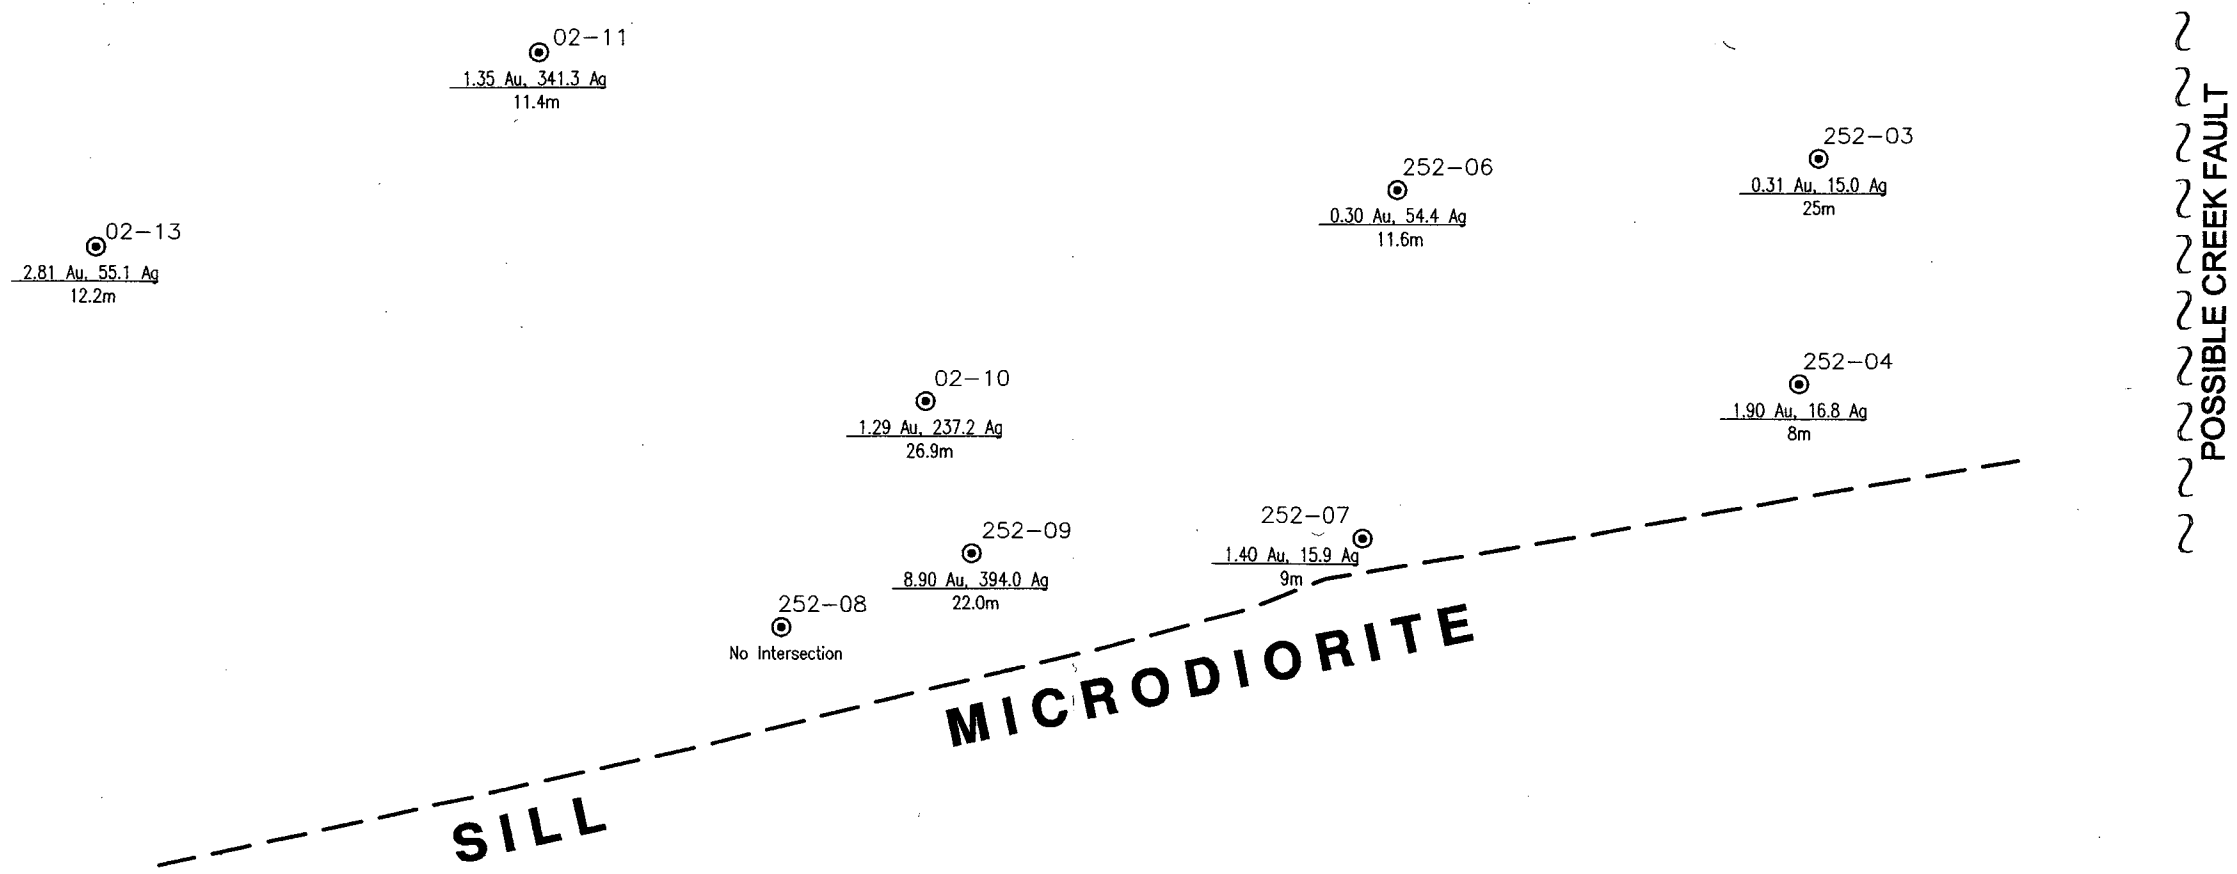 02-11
1.35 Au, 341.3 Ag
11.4m
252-03
0.31 Au, 15.0 Ag
25m
252-06
0.30 Au, 54.4 Ag
11.6m
02-13
2.81 Au, 55.1 Ag
12.2m
POSSIBLE CREEK FAULT
252-04
1.90 Au, 16.8 Ag
8m
02-10
1.29 Au, 237.2 Ag
26.9m
252-07
1.40 Au, 15.9 Ag
9m
252-09
8.90 Au, 394.0 Ag
22.0m
252-08
No Intersection
MICRODIORITE
SILL